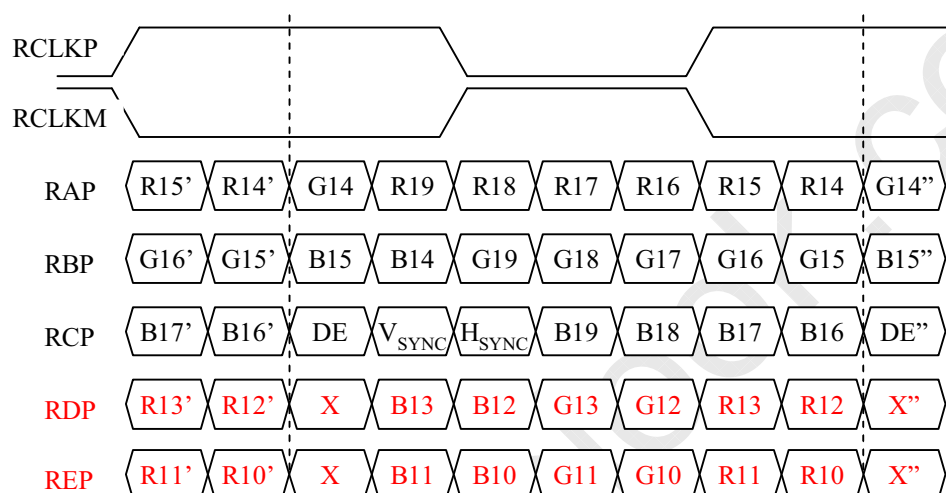 RCLKP
RCLKM
RAP R15’ R14’ G14 R19 R18 R17 R16 R15 R14 G14”
RBP G16’ G15’ B15 B14 G19 G18 G17 G16 G15 B15”
RCP B17’ B16’ DE VSYNC HSYNC B19 B18 B17 B16 DE”
RDP R13’ R12’ X B13 B12 G13 G12 R13 R12 X”
REP R11’ R10’ X B11 B10 G11 G10 R11 R10 X”